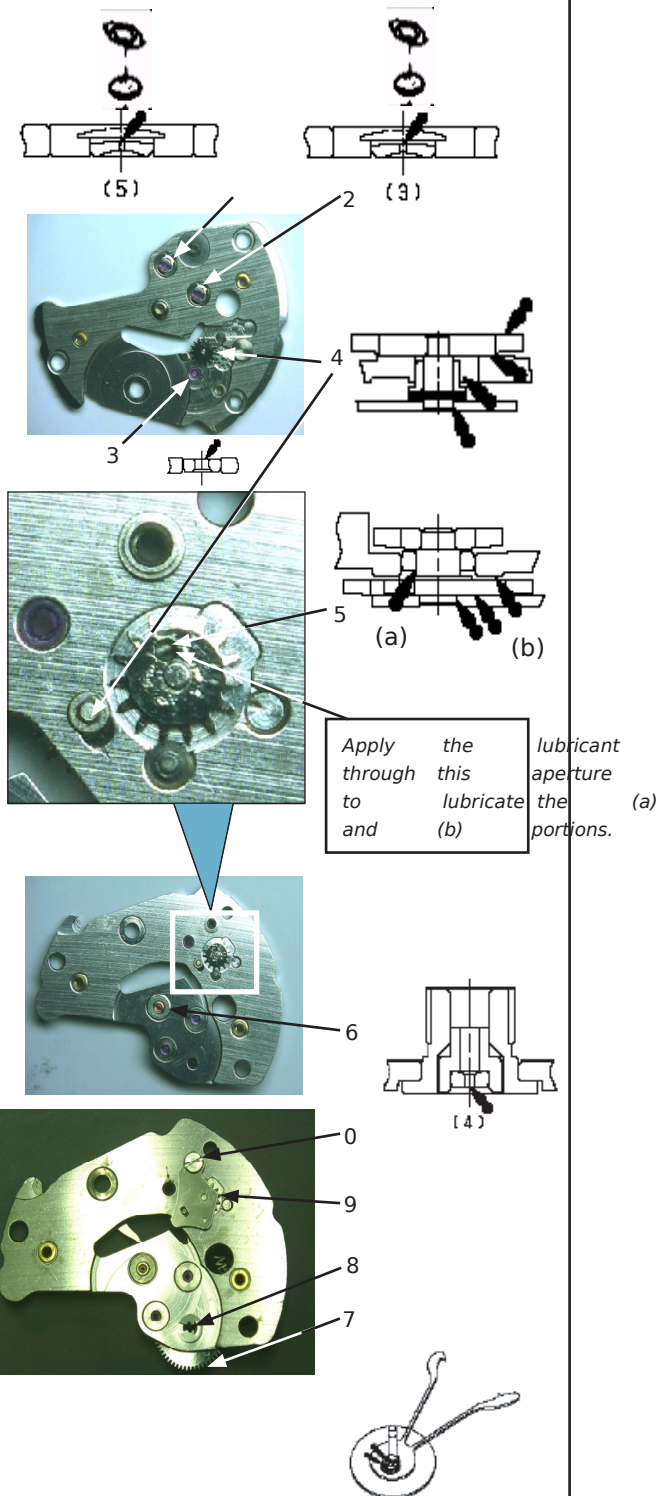 (5)
(3)
2
4
3
5
(a)
(b)
Apply the lubricant
through this aperture
to lubricate the (a)
and (b) portions.
6
(4)
0
9
8
7